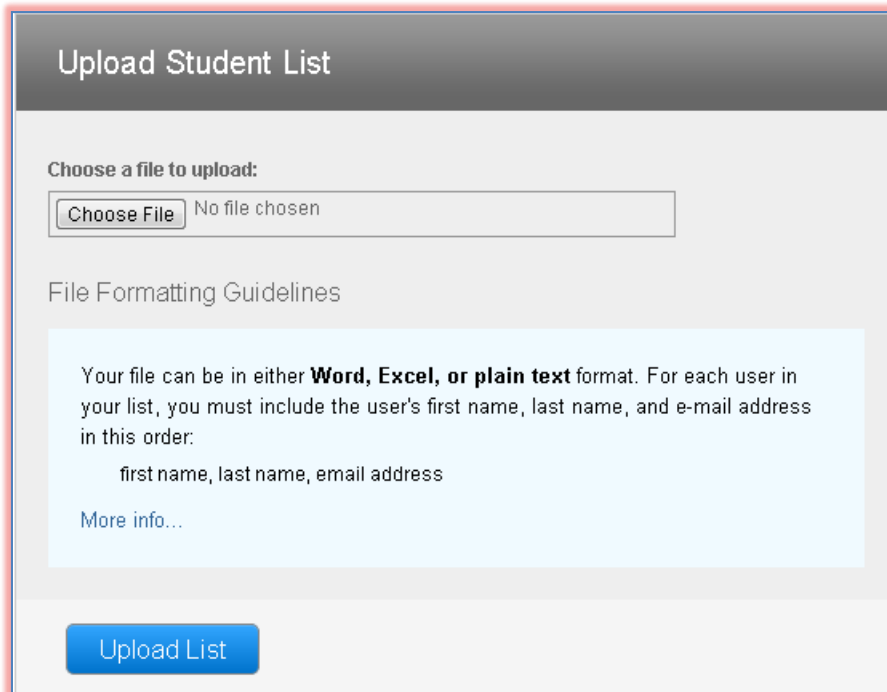 Upload Student List
Choose a file to upload:
Choose File No file chosen
File Formatting Guidelines
Your file can be in either Word, Excel, or plain text format. For each user in
your list, you must include the user's first name, last name, and e-mail address
in this order:
first name, last name, email address
More info...
Upload List